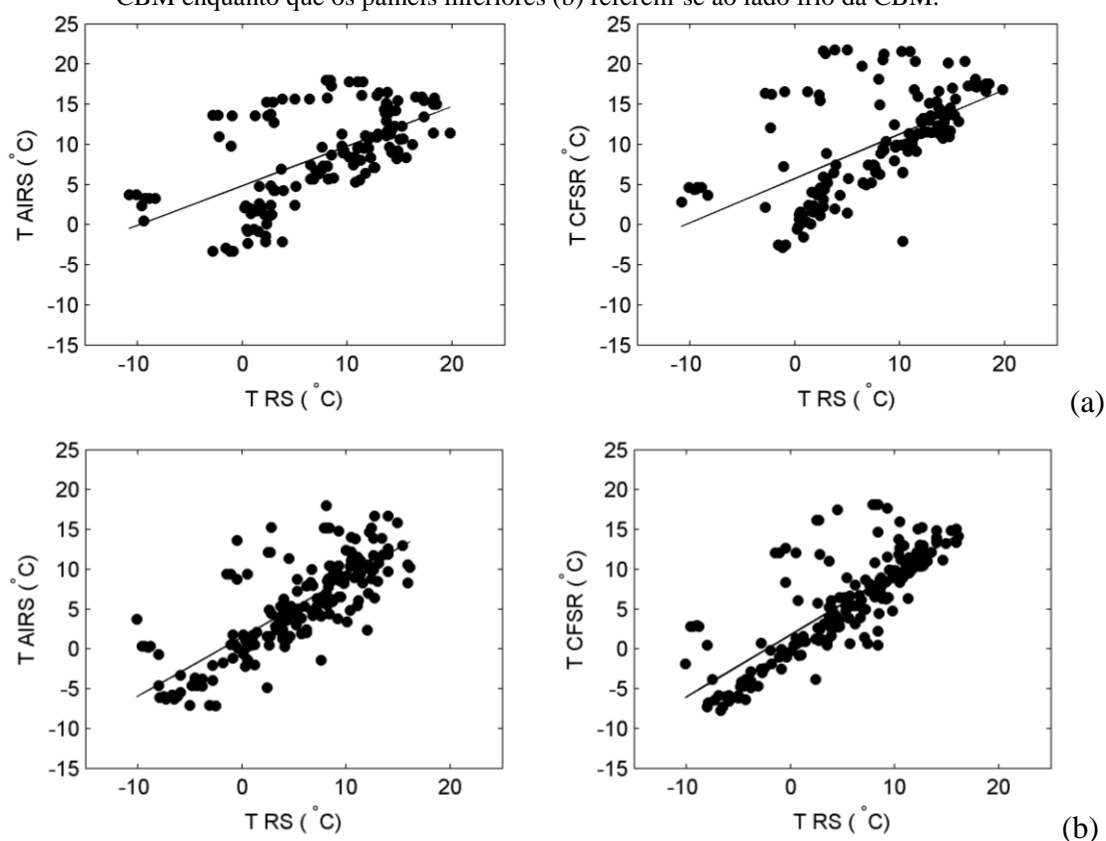 CBM enquanto que os painéis inferiores (b) referem-se ao lado frio da CBM.
25
20
15
10
5
0
-5
-10
-15
T AIRS (°C)
-10 0 10 20
T RS (°C)
25
20
15
10
5
0
-5
-10
-15
T CFSR (°C)
-10 0 10 20
T RS (°C)
(a)
25
20
15
10
5
0
-5
-10
-15
T AIRS (°C)
-10 0 10 20
T RS (°C)
25
20
15
10
5
0
-5
-10
-15
T CFSR (°C)
-10 0 10 20
T RS (°C)
(b)